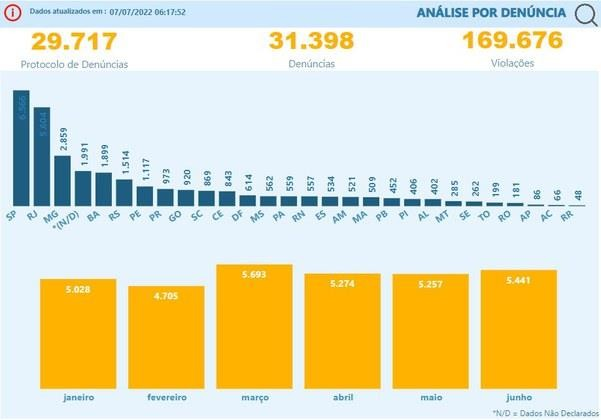 Dados atualizados em : 07/07/2022 06:17:52
ANÁLISE POR DENÚNCIA
29.717 31.398 169.676
Protocolo de Denúncias Denúncias Violações
6.566 5.604 2.859 1.991 1.899 1.514 1.117 973 920 869 843 614 562 559 557 534 521 509 452 406 402 285 262 199 181 86 66 48
SP RJ MG *(N/D) BA RS PE PR GO SC CE DF MS PA RN ES AM MA PB PI AL MT SE TO RO AP AC RR
5.028 4.705 5.693 5.274 5.257 5.441
janeiro fevereiro março abril maio junho
*N/D = Dados Não Declarados